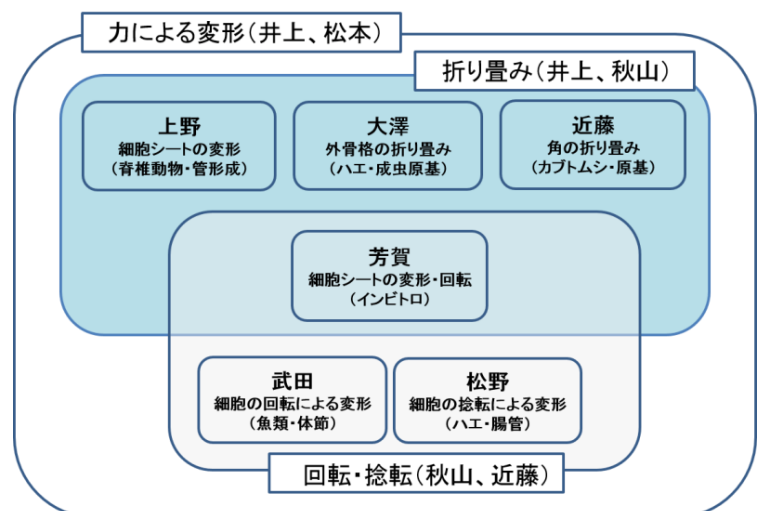 力による変形(井上、松本)
折り畳み(井上、秋山)
上野
細胞シートの変形
(脊椎動物・管形成)
大澤
外骨格の折り畳み
(ハエ・成虫原基)
近藤
角の折り畳み
(カブトムシ・原基)
芳賀
細胞シートの変形・回転
(インビトロ)
武田
細胞の回転による変形
(魚類・体節)
松野
細胞の捻転による変形
(ハエ・腸管)
回転・捻転(秋山、近藤)